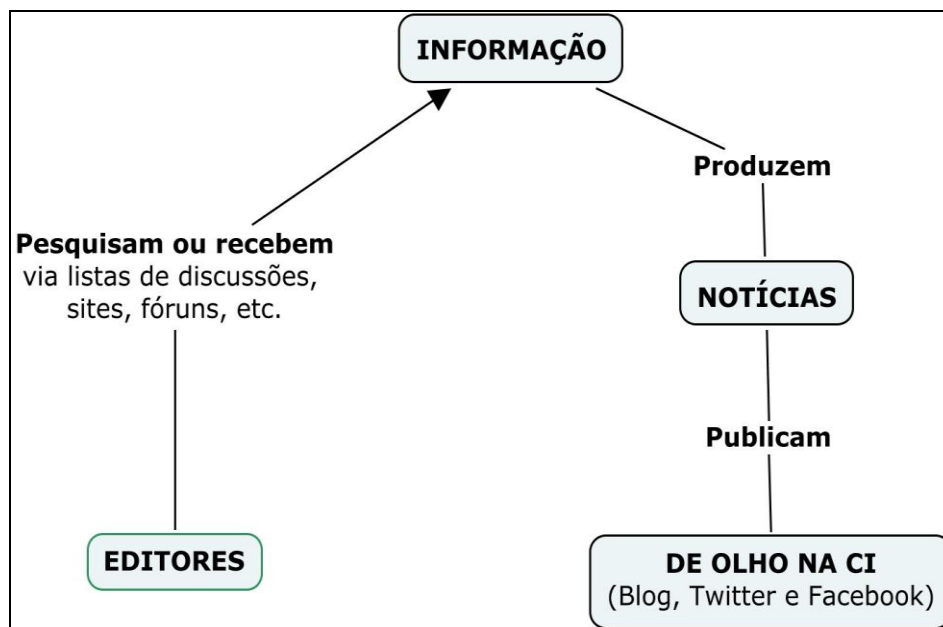 INFORMAÇÃO
Produzem
Pesquisam ou recebem
via listas de discussões,
sites, fóruns, etc.
NOTÍCIAS
Publicam
EDITORES
DE OLHO NA CI
(Blog, Twitter e Facebook)